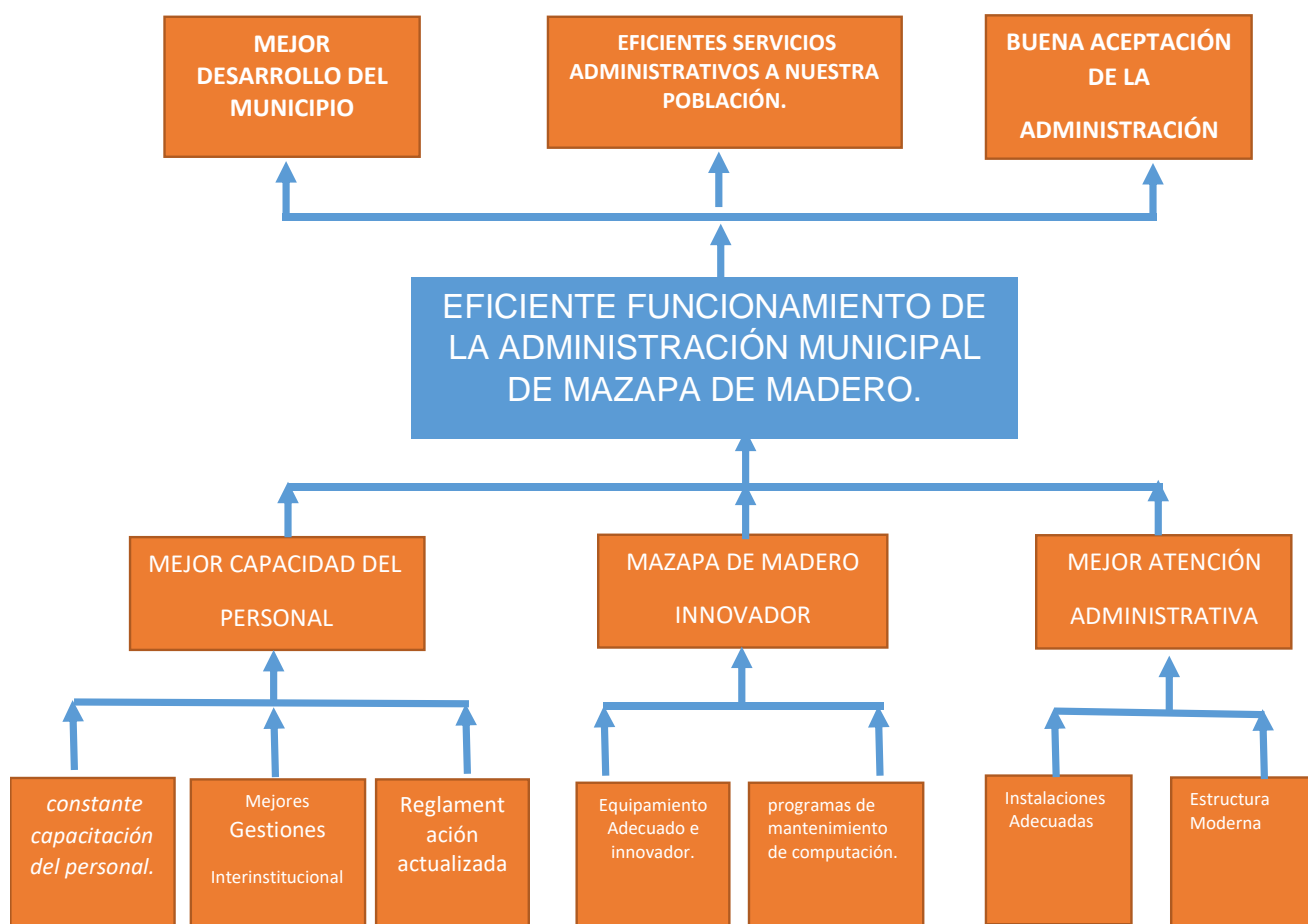 MEJOR
DESARROLLO DEL
MUNICIPIO
EFICIENTES SERVICIOS
ADMINISTRATIVOS A NUESTRA
POBLACIÓN.
BUENA ACEPTACIÓN
DE LA
ADMINISTRACIÓN
EFICIENTE FUNCIONAMIENTO DE
LA ADMINISTRACIÓN MUNICIPAL
DE MAZAPA DE MADERO.
MEJOR CAPACIDAD DEL
PERSONAL
MAZAPA DE MADERO
INNOVADOR
MEJOR ATENCIÓN
ADMINISTRATIVA
constante
capacitación
del personal.
Mejores
Gestiones
Interinstitucional
Reglament
ación
actualizada
Equipamiento
Adecuado e
innovador.
programas de
mantenimiento
de computación.
Instalaciones
Adecuadas
Estructura
Moderna